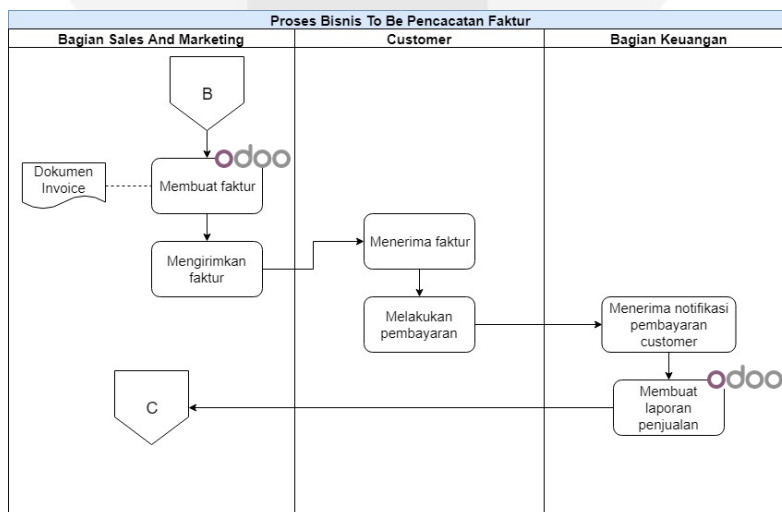 Proses Bisnis To Be Pencacatan Faktur
Bagian Sales And Marketing
Customer
Bagian Keuangan
B
odoo
Dokumen
Invoice
Membuat faktur
Mengirimkan
faktur
Menerima faktur
Melakukan
pembayaran
Menerima notifikasi
pembayaran
customer
odoo
Membuat
laporan
penjualan
C